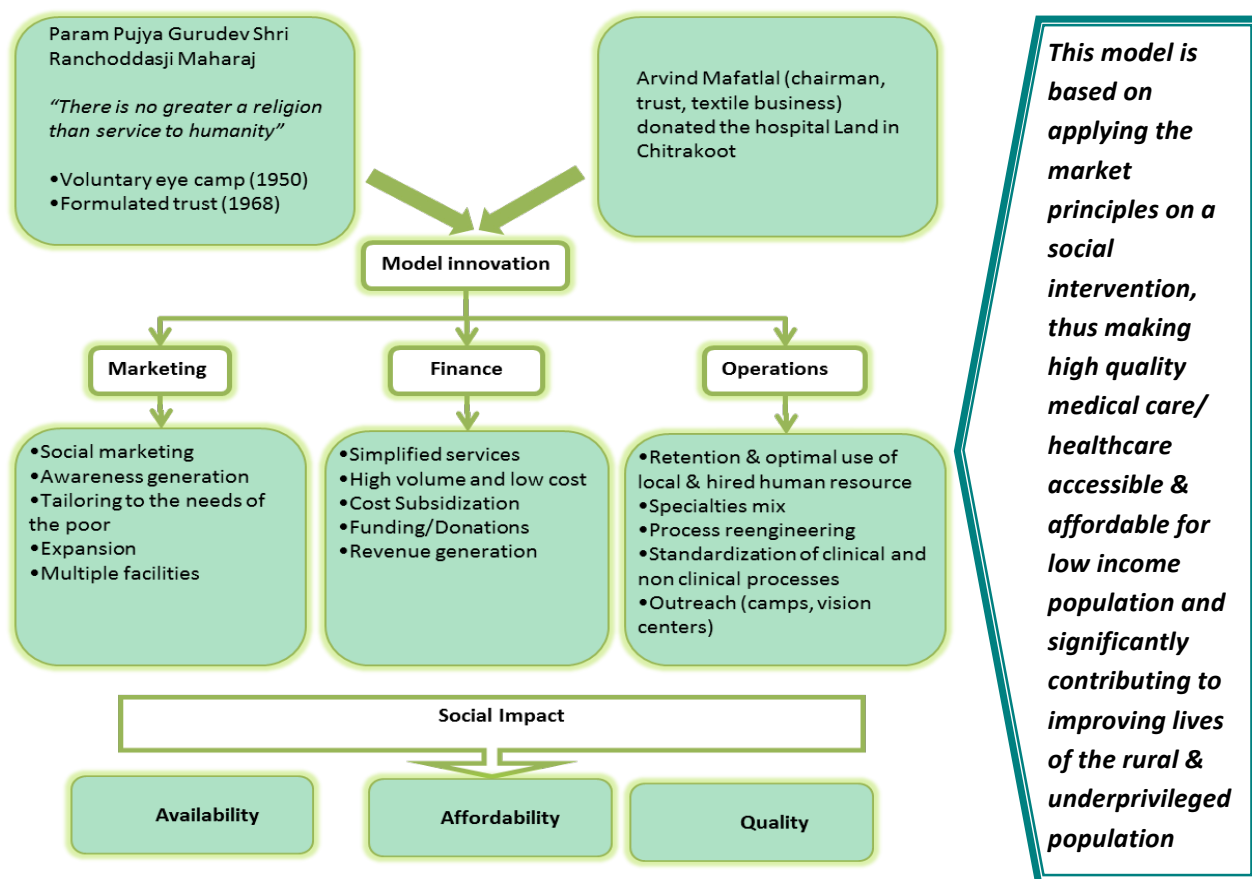 Param Pujya Gurudev Shri
Ranchoddasji Maharaj
“There is no greater a religion
than service to humanity”
•Voluntary eye camp (1950)
•Formulated trust (1968)
Arvind Mafatlal (chairman,
trust, textile business)
donated the hospital Land in
Chitrakoot
Model innovation
Marketing
Finance
Operations
•Social marketing
•Awareness generation
•Tailoring to the needs of
the poor
•Expansion
•Multiple facilities
•Simplified services
•High volume and low cost
•Cost Subsidization
•Funding/Donations
•Revenue generation
•Retention & optimal use of
local & hired human resource
•Specialties mix
•Process reengineering
•Standardization of clinical and
non clinical processes
•Outreach (camps, vision
centers)
Social Impact
Availability
Affordability
Quality
This model is
based on
applying the
market
principles on a
social
intervention,
thus making
high quality
medical care/
healthcare
accessible &
affordable for
low income
population and
significantly
contributing to
improving lives
of the rural &
underprivileged
population